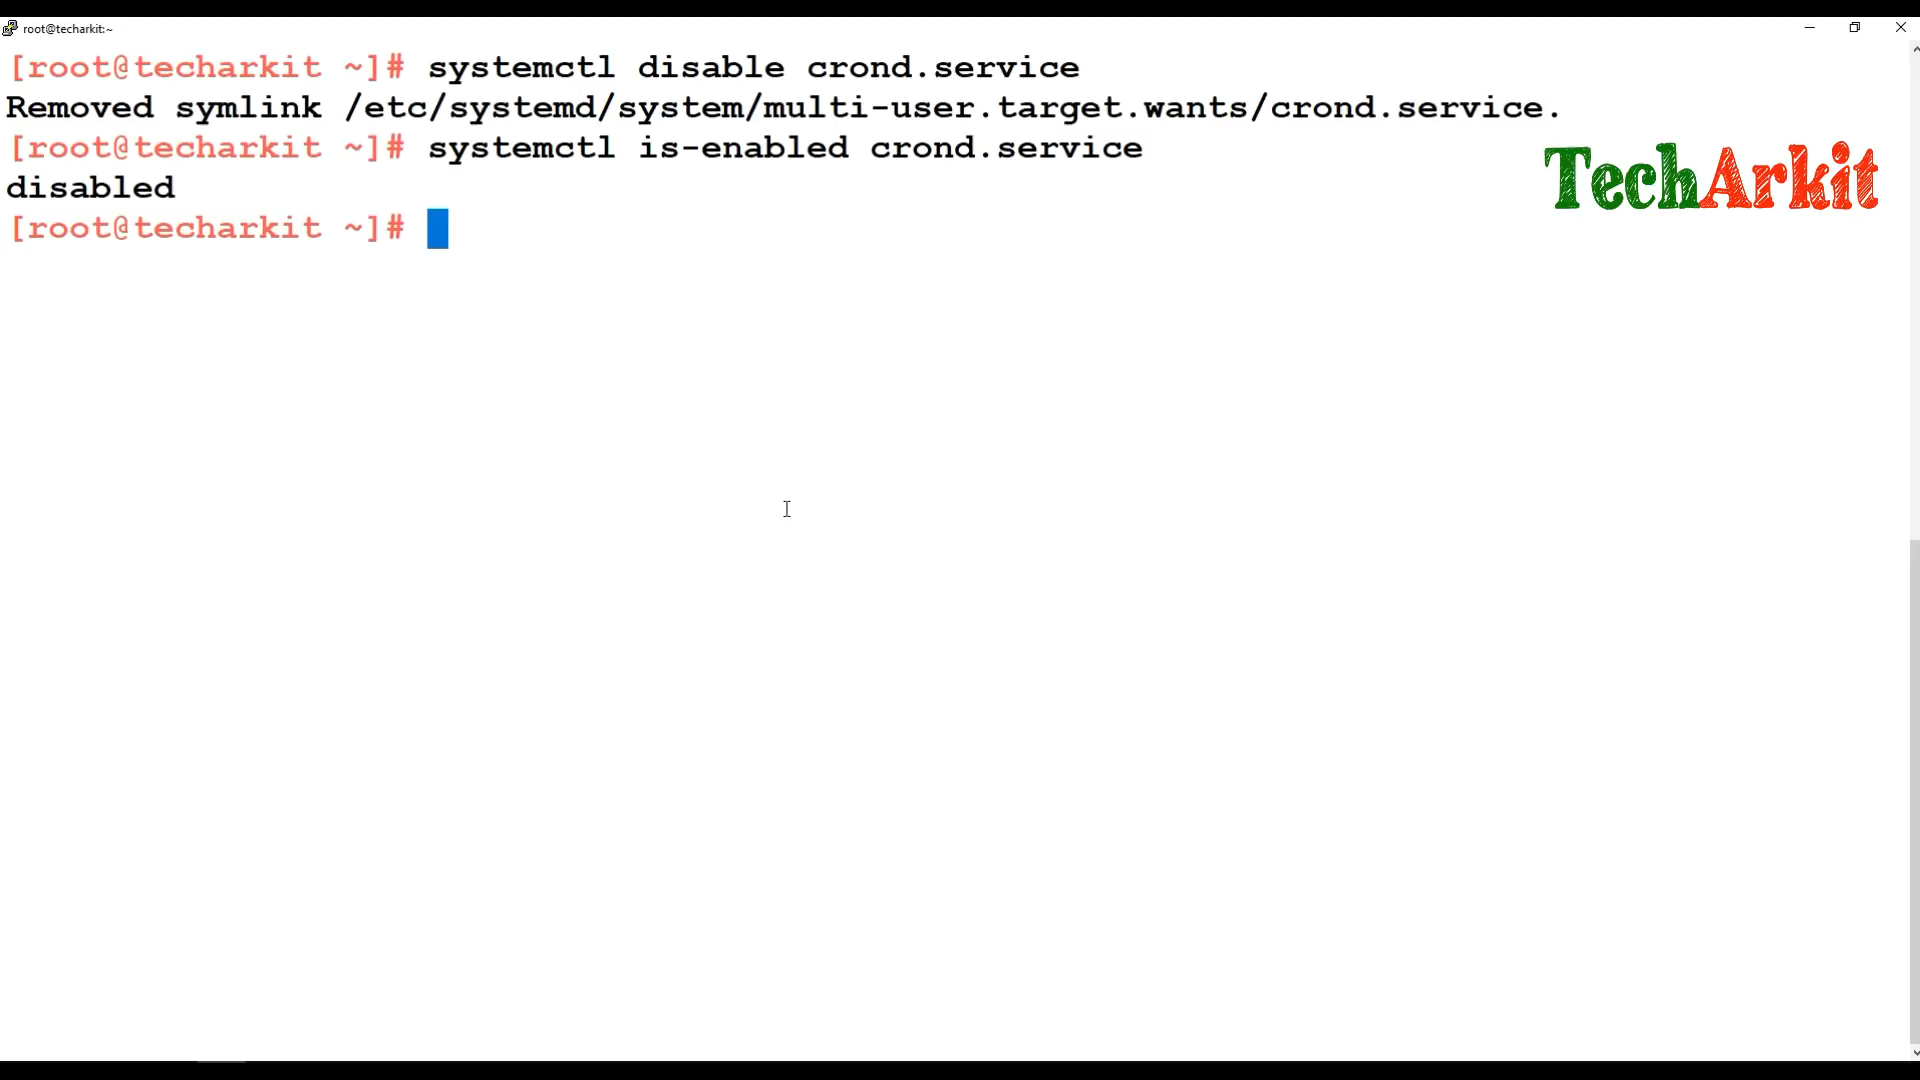 root@techarkit:~
[root@techarkit ~]# systemctl disable crond.service
Removed symlink /etc/systemd/system/multi-user.target.wants/crond.service.
[root@techarkit ~]# systemctl is-enabled crond.service
disabled
[root@techarkit ~]#
TechArkit